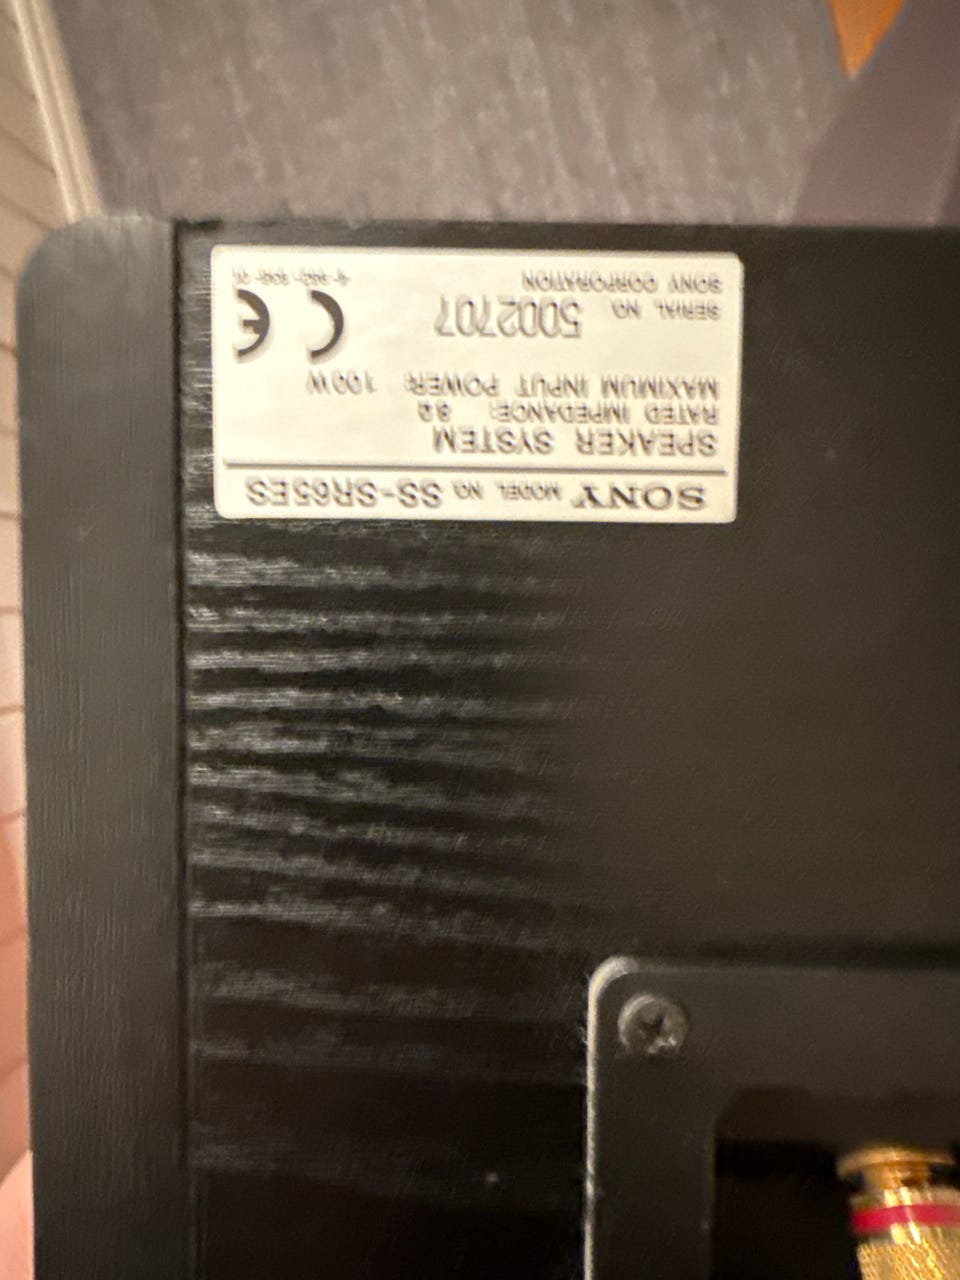 SONY MODEL NO. SS-SR65ES
SPEAKER SYSTEM
RATED IMPEDANCE: 8Ω
MAXIMUM INPUT POWER: 100W
SERIAL NO. 5002707
SONY CORPORATION
CE